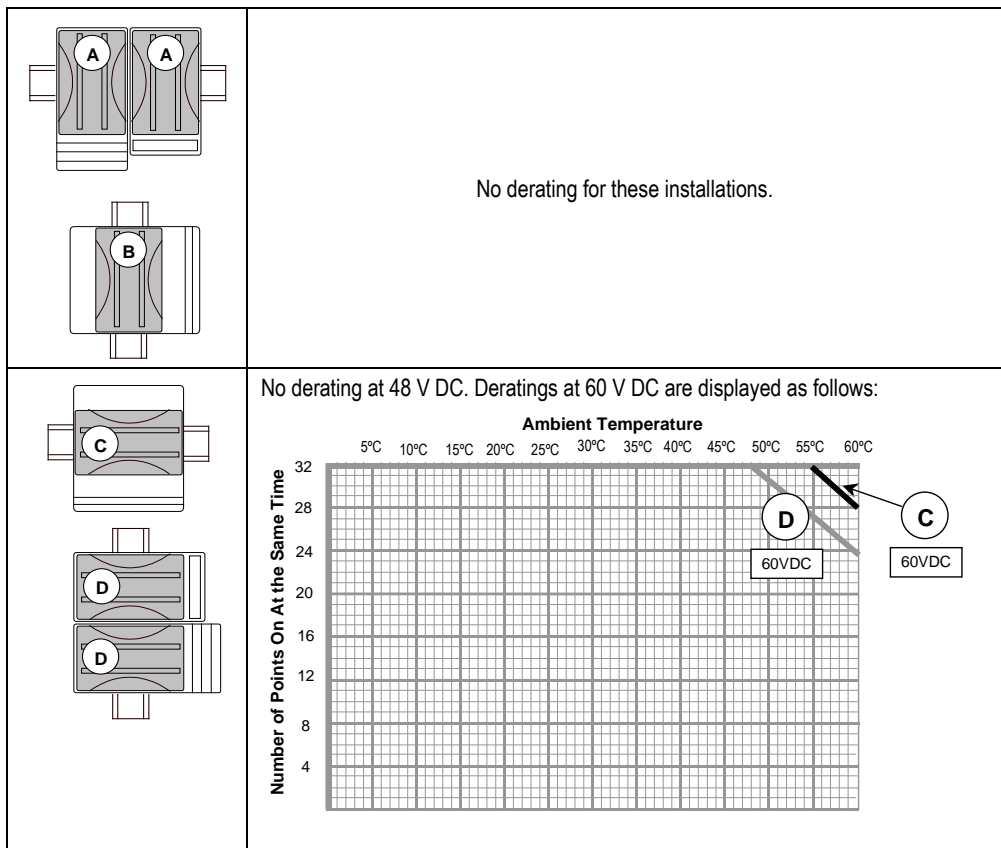 A A
No derating for these installations.
B
No derating at 48 V DC. Deratings at 60 V DC are displayed as follows:
C
D
D
Ambient Temperature
5ºC 10ºC 15ºC 20ºC 25ºC 30ºC 35ºC 40ºC 45ºC 50ºC 55ºC 60ºC
Number of Points On At the Same Time
32
28
24
20
16
12
8
4
D
60VDC
C
60VDC